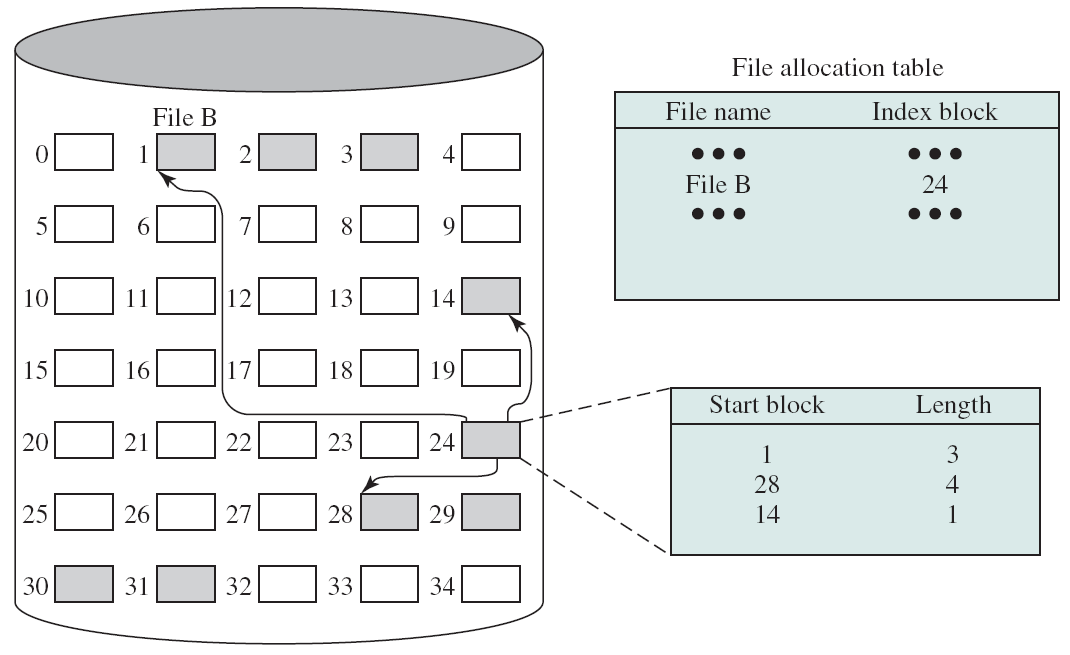 File B
0 1 2 3 4
5 6 7 8 9
10 11 12 13 14
15 16 17 18 19
20 21 22 23 24
25 26 27 28 29
30 31 32 33 34
File allocation table
File name Index block
••• •••
File B 24
••• •••
Start block Length
1 3
28 4
14 1